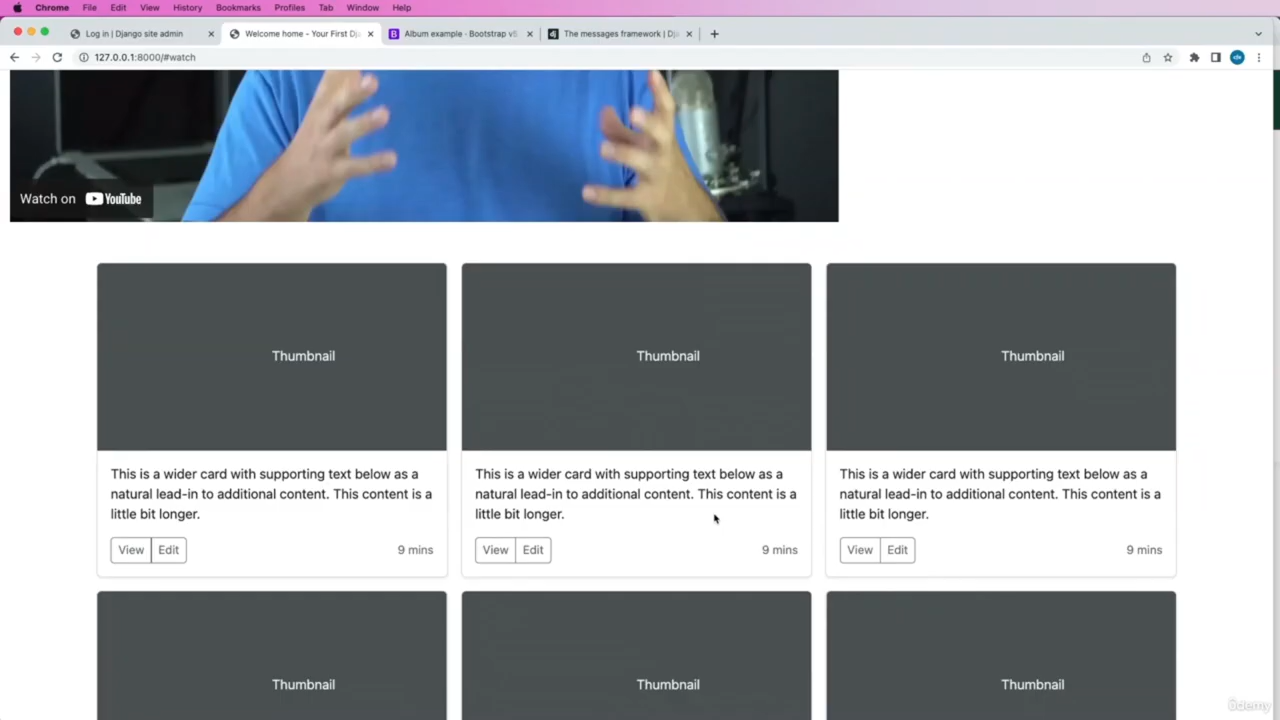 Chrome File Edit View History Bookmarks Profiles Tab Window Help
Log in | Django site admin
Welcome home - Your First Dj
Album example · Bootstrap v5
The messages framework | Dj
127.0.0.1:8000/#watch
Watch on YouTube
Thumbnail Thumbnail Thumbnail
This is a wider card with supporting text below as a
natural lead-in to additional content. This content is a
little bit longer.
View Edit 9 mins
This is a wider card with supporting text below as a
natural lead-in to additional content. This content is a
little bit longer.
View Edit 9 mins
This is a wider card with supporting text below as a
natural lead-in to additional content. This content is a
little bit longer.
View Edit 9 mins
Thumbnail Thumbnail Thumbnail
ûdemy